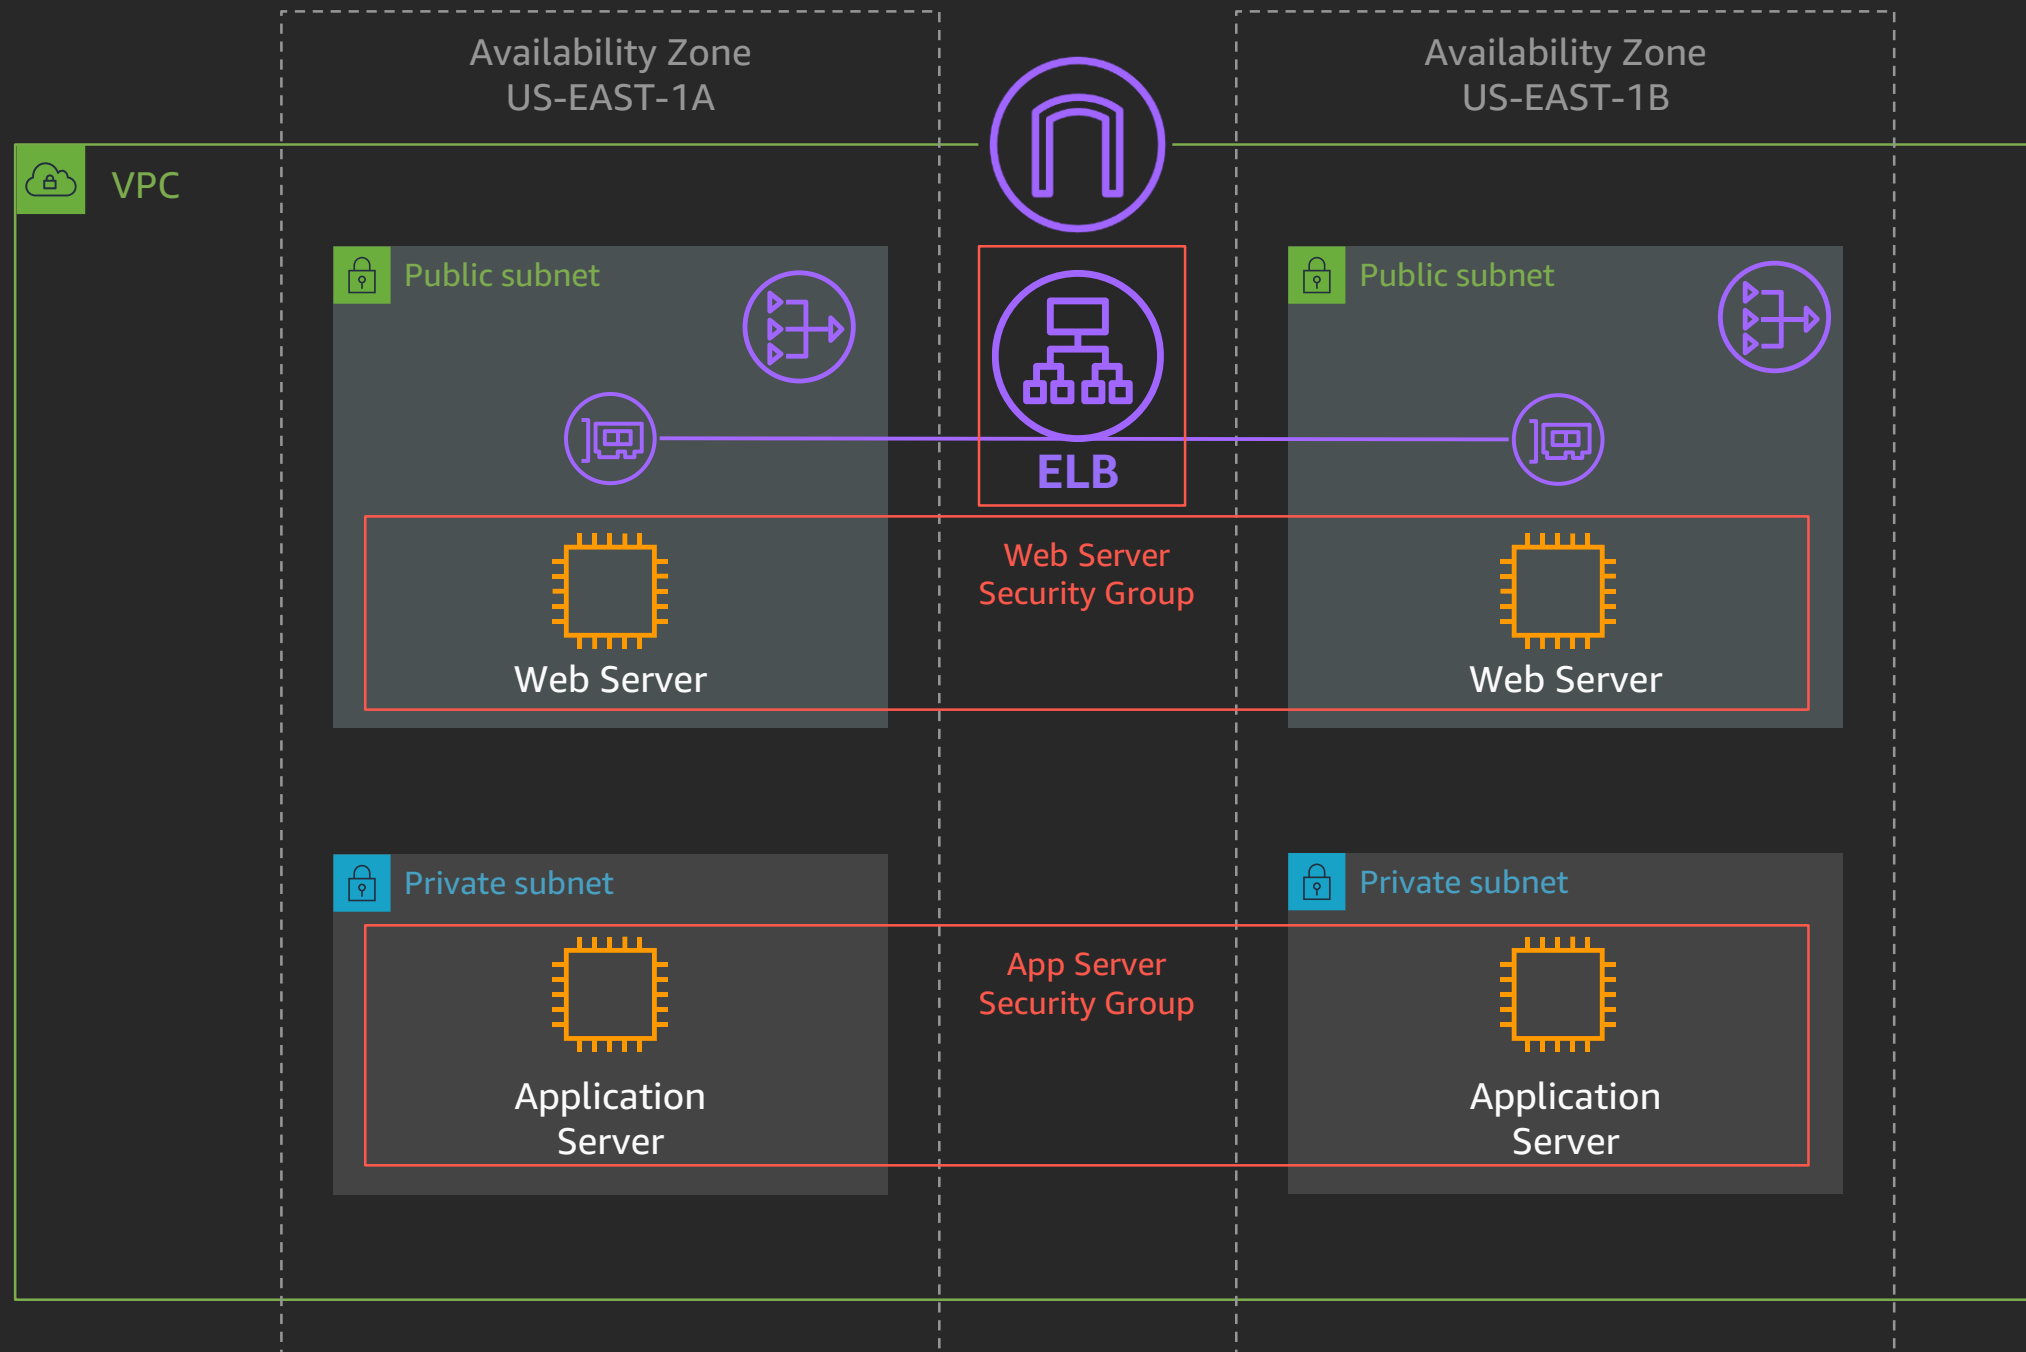 Availability Zone
US-EAST-1A
Availability Zone
US-EAST-1B
VPC
Public subnet
Public subnet
ELB
Web Server
Security Group
Web Server
Web Server
Private subnet
Private subnet
App Server
Security Group
Application
Server
Application
Server